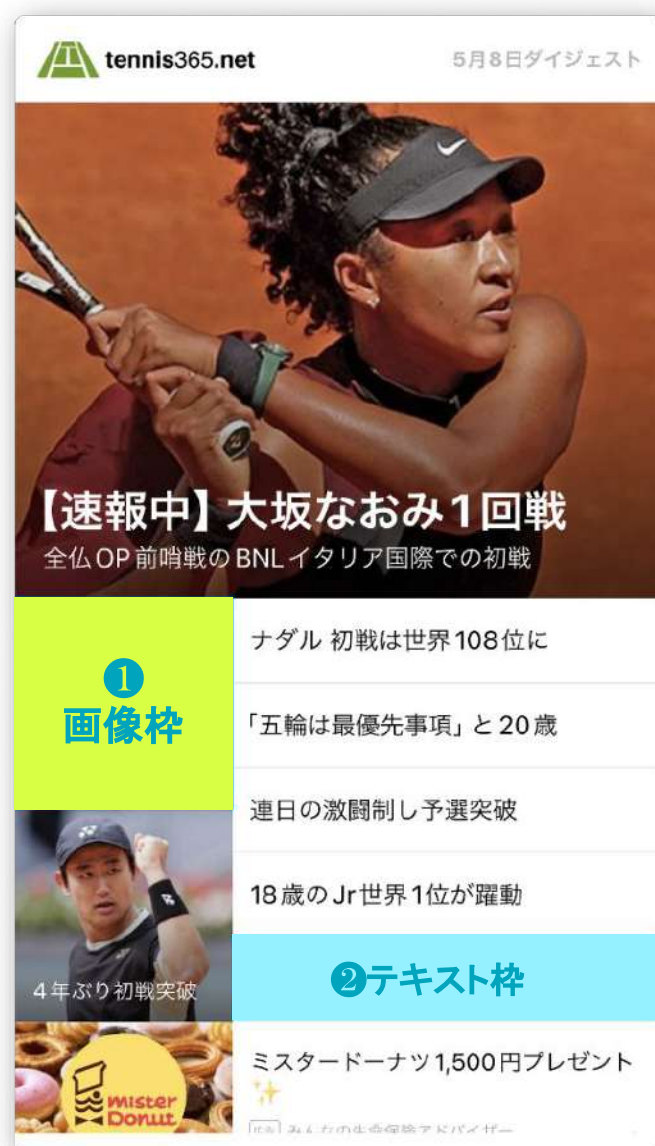 tennis365.net
5月8日ダイジェスト
【速報中】大坂なおみ1回戦
全仏OP前哨戦のBNLイタリア国際での初戦
❶
画像枠
ナダル 初戦は世界108位に
「五輪は最優先事項」と20歳
連日の激闘制し予選突破
18歳のJr世界1位が躍動
4年ぶり初戦突破
❷テキスト枠
mister
Donut
ミスタードーナツ1,500円プレゼント
✨